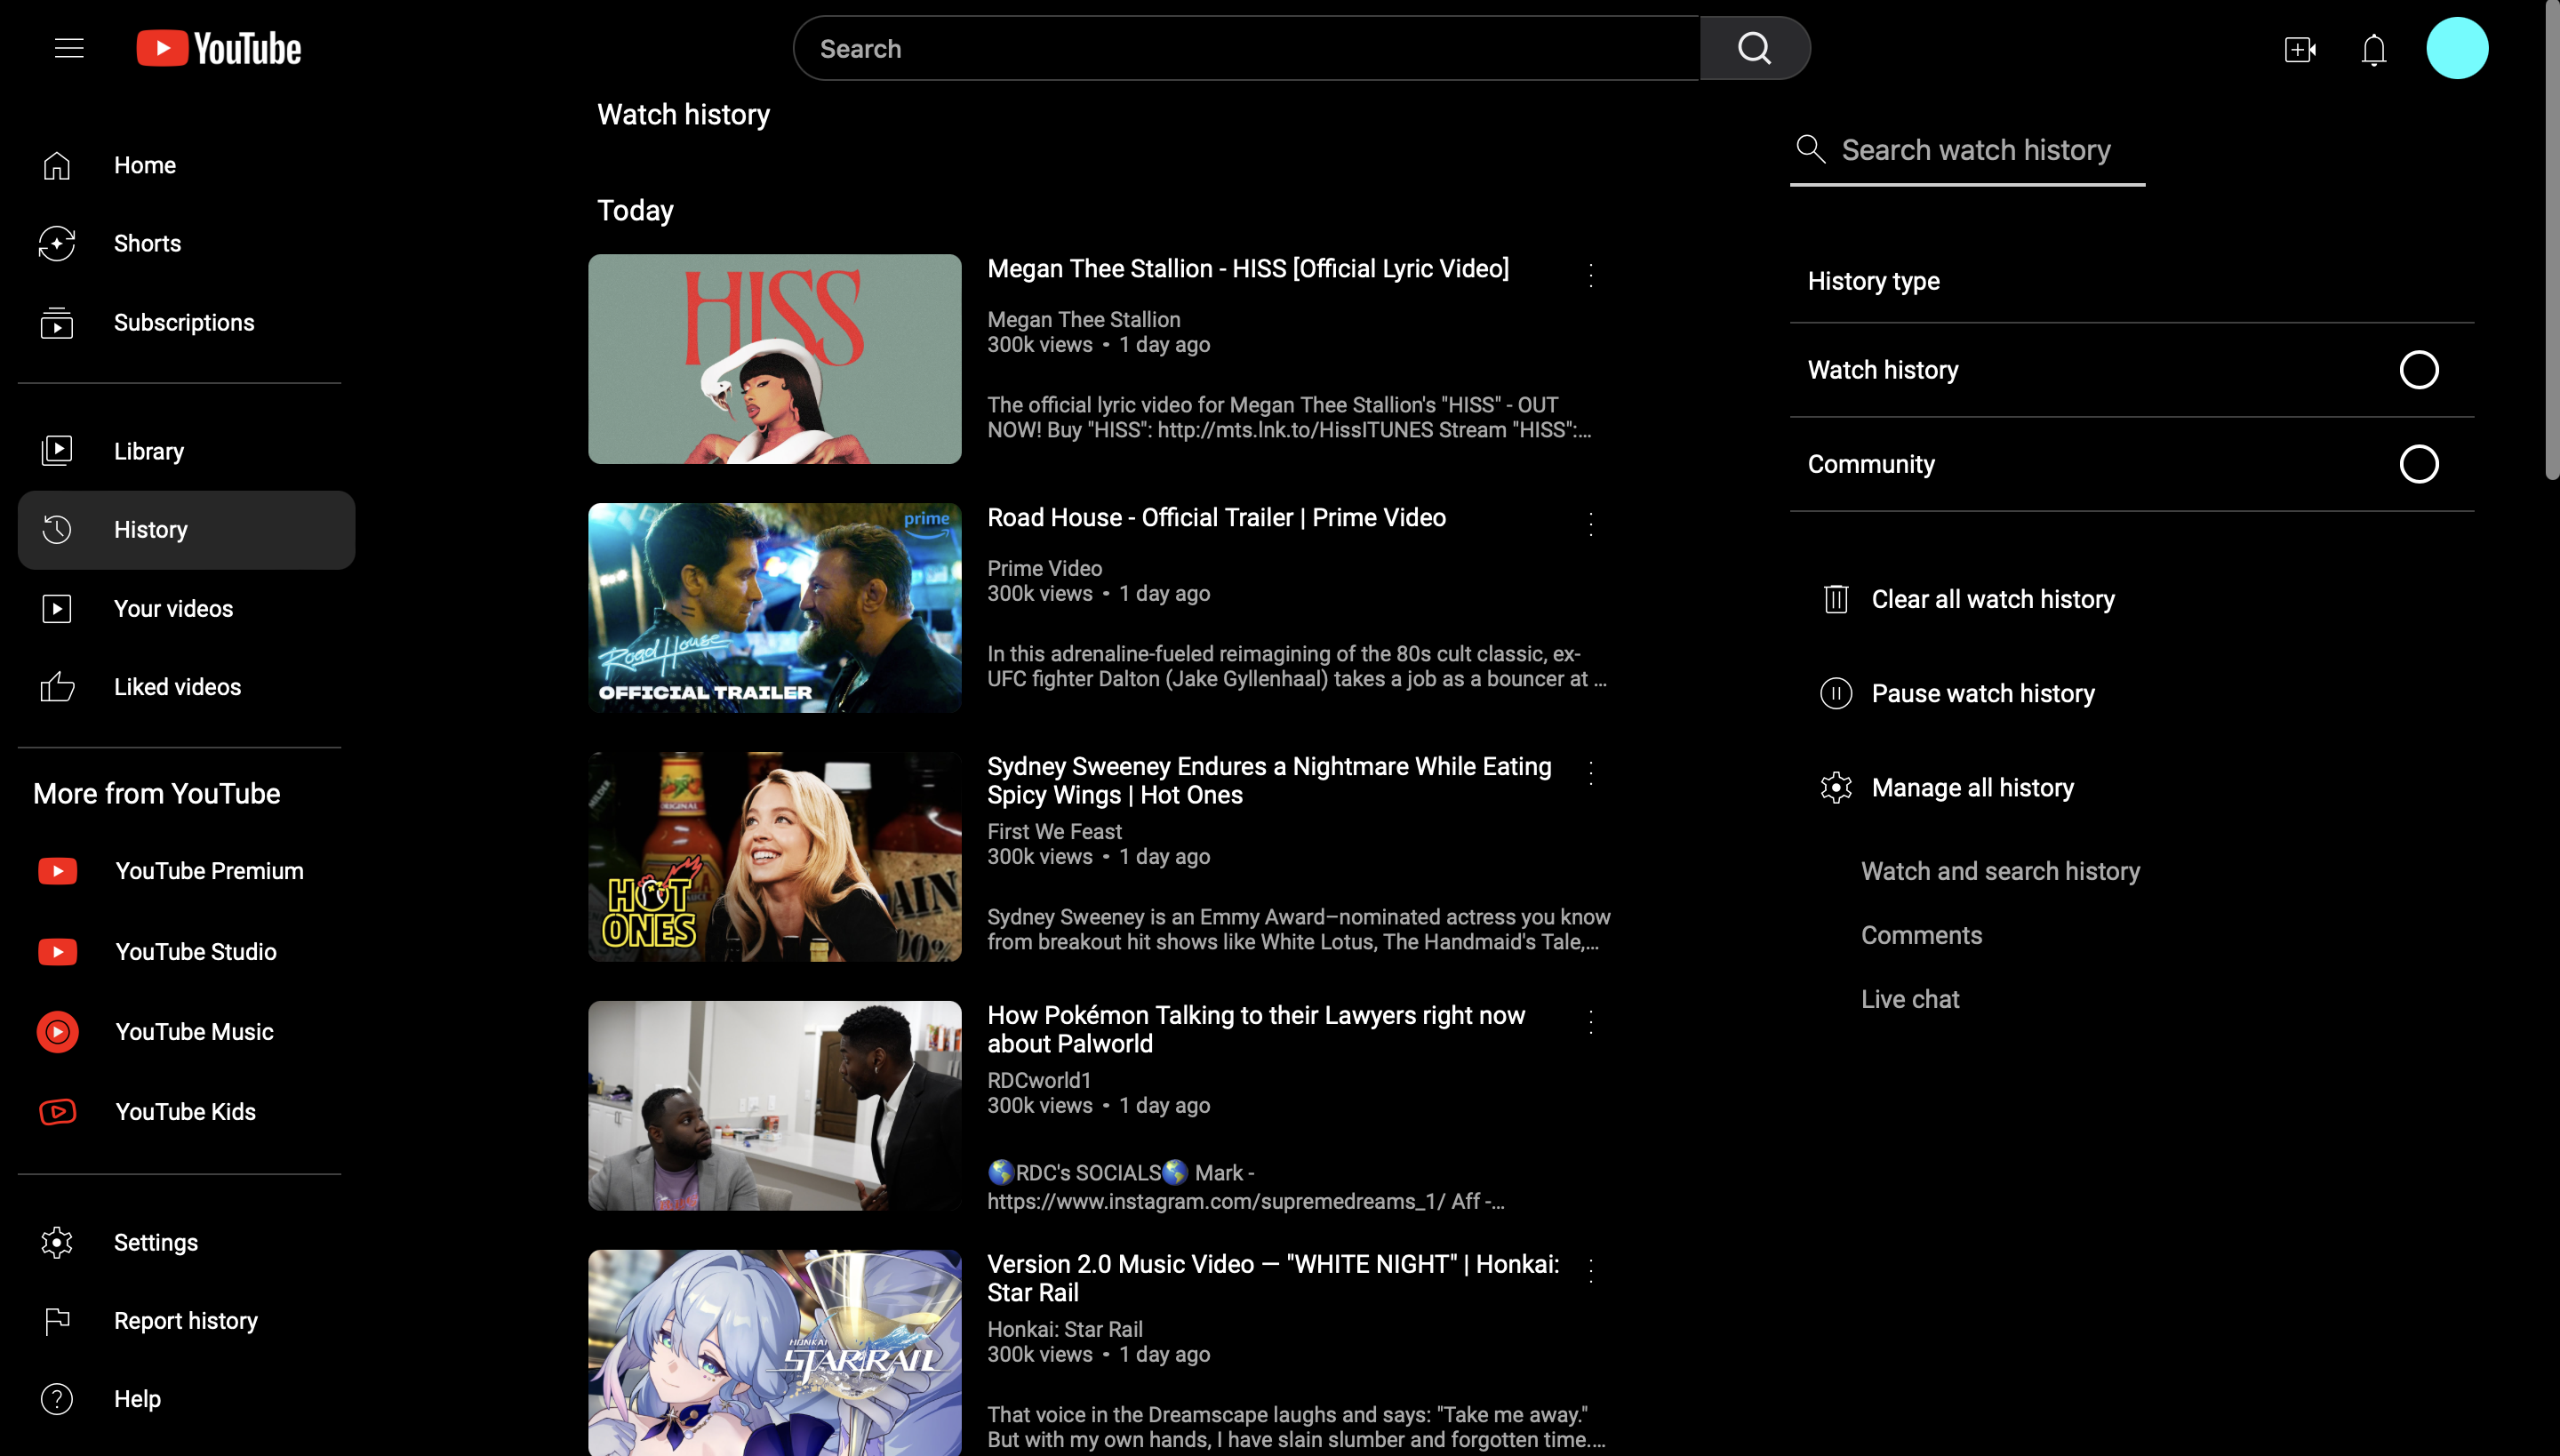 YouTube
Search
Watch history
Search watch history
Home
Shorts
Subscriptions
Library
History
Your videos
Liked videos
More from YouTube
YouTube Premium
YouTube Studio
YouTube Music
YouTube Kids
Settings
Report history
Help
Today
HISS
Megan Thee Stallion - HISS [Official Lyric Video]
Megan Thee Stallion
300k views • 1 day ago
The official lyric video for Megan Thee Stallion's "HISS" - OUT
NOW! Buy "HISS": http://mts.lnk.to/HissITUNES Stream "HISS":...
prime
Road House
OFFICIAL TRAILER
Road House - Official Trailer | Prime Video
Prime Video
300k views • 1 day ago
In this adrenaline-fueled reimagining of the 80s cult classic, ex-
UFC fighter Dalton (Jake Gyllenhaal) takes a job as a bouncer at ...
ORIGINAL
HOT
ONES
Sydney Sweeney Endures a Nightmare While Eating
Spicy Wings | Hot Ones
First We Feast
300k views • 1 day ago
Sydney Sweeney is an Emmy Award–nominated actress you know
from breakout hit shows like White Lotus, The Handmaid's Tale,...
How Pokémon Talking to their Lawyers right now
about Palworld
RDCworld1
300k views • 1 day ago
🌎RDC's SOCIALS🌎 Mark -
https://www.instagram.com/supremedreams_1/ Aff -...
HONKAI
STAR RAIL
Version 2.0 Music Video — "WHITE NIGHT" | Honkai:
Star Rail
Honkai: Star Rail
300k views • 1 day ago
That voice in the Dreamscape laughs and says: "Take me away."
But with my own hands, I have slain slumber and forgotten time....
History type
Watch history
Community
Clear all watch history
Pause watch history
Manage all history
Watch and search history
Comments
Live chat